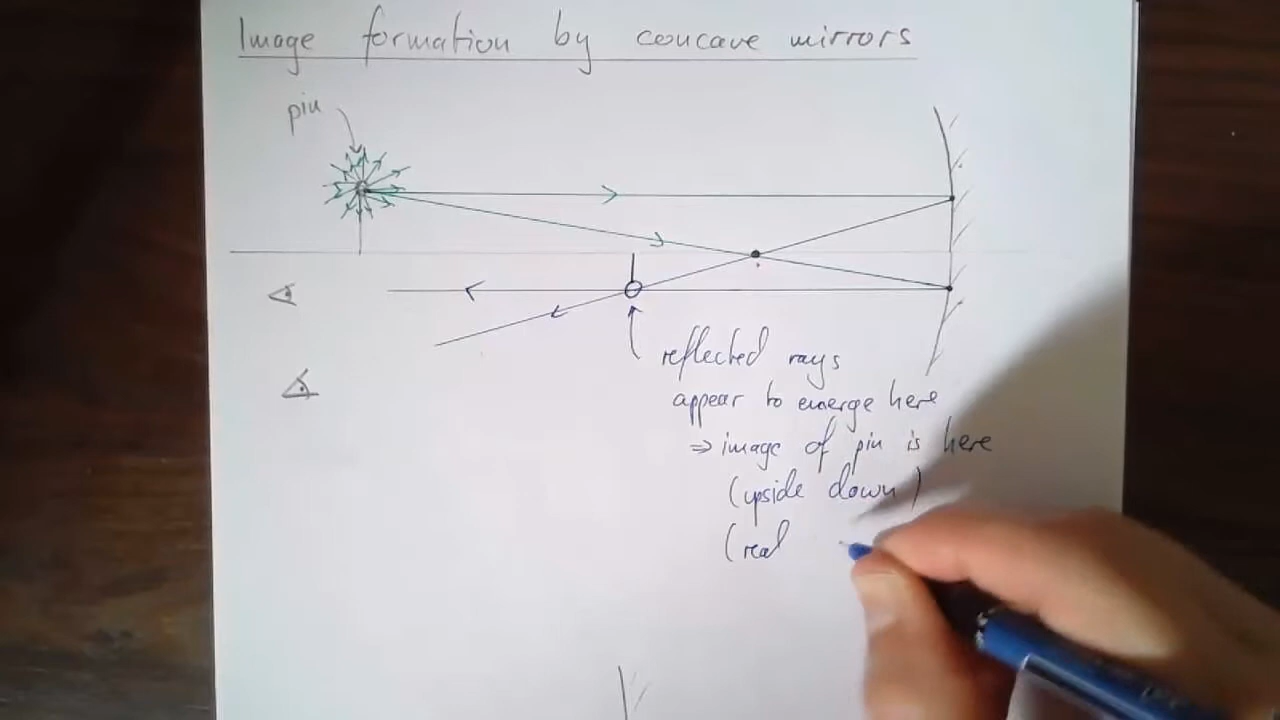 Image formation by concave mirrors
pin
reflected rays
appear to emerge here
⇒ image of pin is here
(upside down)
(real